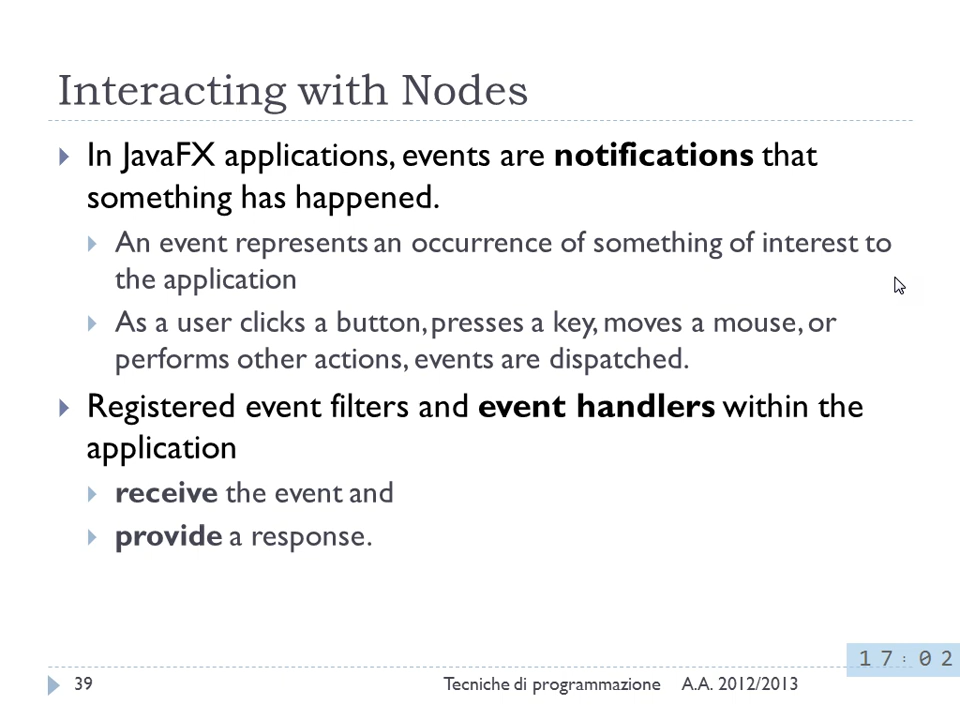 Interacting with Nodes
In JavaFX applications, events are notifications that
something has happened.
An event represents an occurrence of something of interest to
the application
As a user clicks a button, presses a key, moves a mouse, or
performs other actions, events are dispatched.
Registered event filters and event handlers within the
application
receive the event and
provide a response.
17:02
39 Tecniche di programmazione A.A. 2012/2013